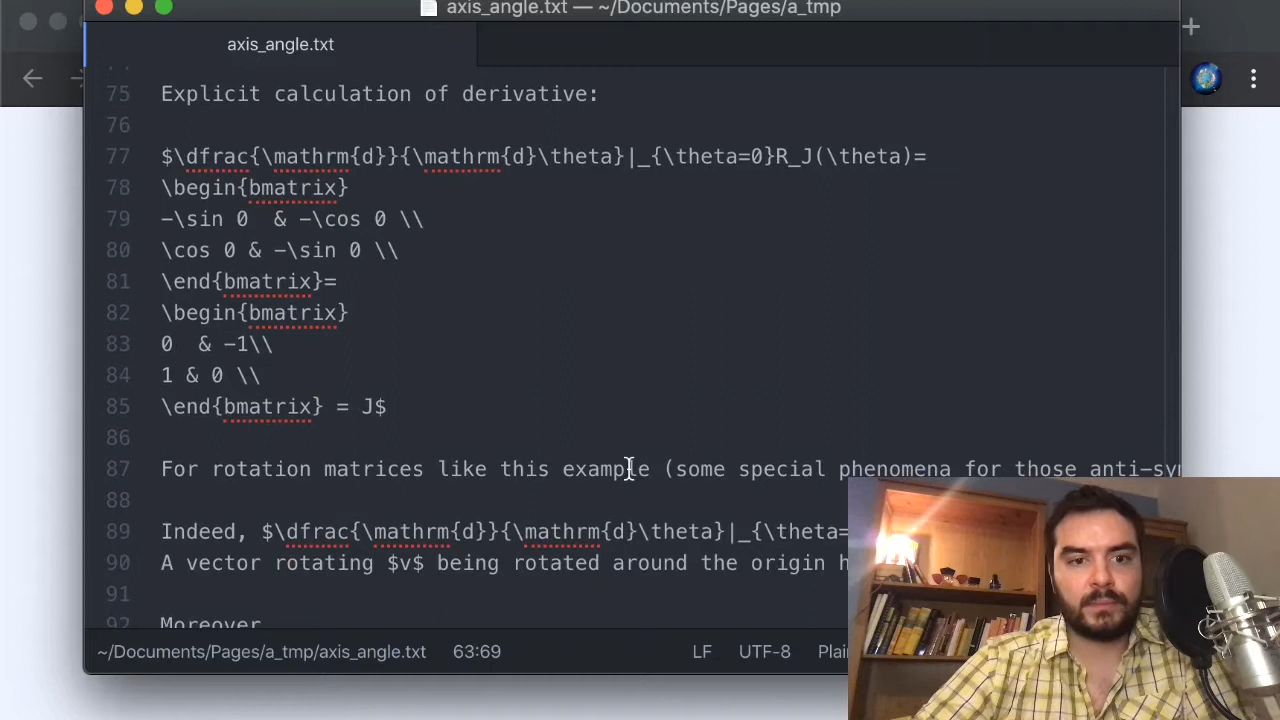 axis_angle.txt — ~/Documents/Pages/a_tmp
axis_angle.txt
75 Explicit calculation of derivative:
76
77 $\dfrac{\mathrm{d}}{\mathrm{d}\theta}|_{\theta=0}R_J(\theta)=
78 \begin{bmatrix}
79 -\sin 0  & -\cos 0 \\
80 \cos 0 & -\sin 0 \\
81 \end{bmatrix}=
82 \begin{bmatrix}
83 0  & -1\\
84 1 & 0 \\
85 \end{bmatrix} = J$
86
87 For rotation matrices like this example (some special phenomena for those
88
89 Indeed, $\dfrac{\mathrm{d}}{\mathrm{d}\theta}|_{\theta=
90 A vector rotating $v$ being rotated around the origin
91
92 Moreover
~/Documents/Pages/a_tmp/axis_angle.txt 63:69 LF UTF-8